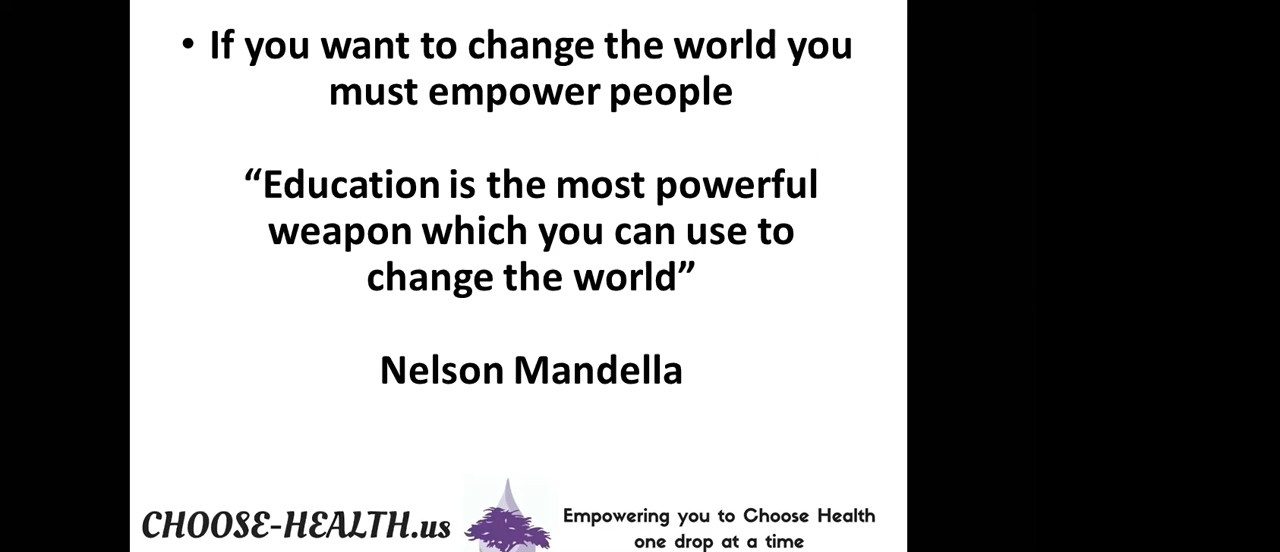 • If you want to change the world you
must empower people
“Education is the most powerful
weapon which you can use to
change the world”
Nelson Mandella
CHOOSE-HEALTH.us
Empowering you to Choose Health
one drop at a time